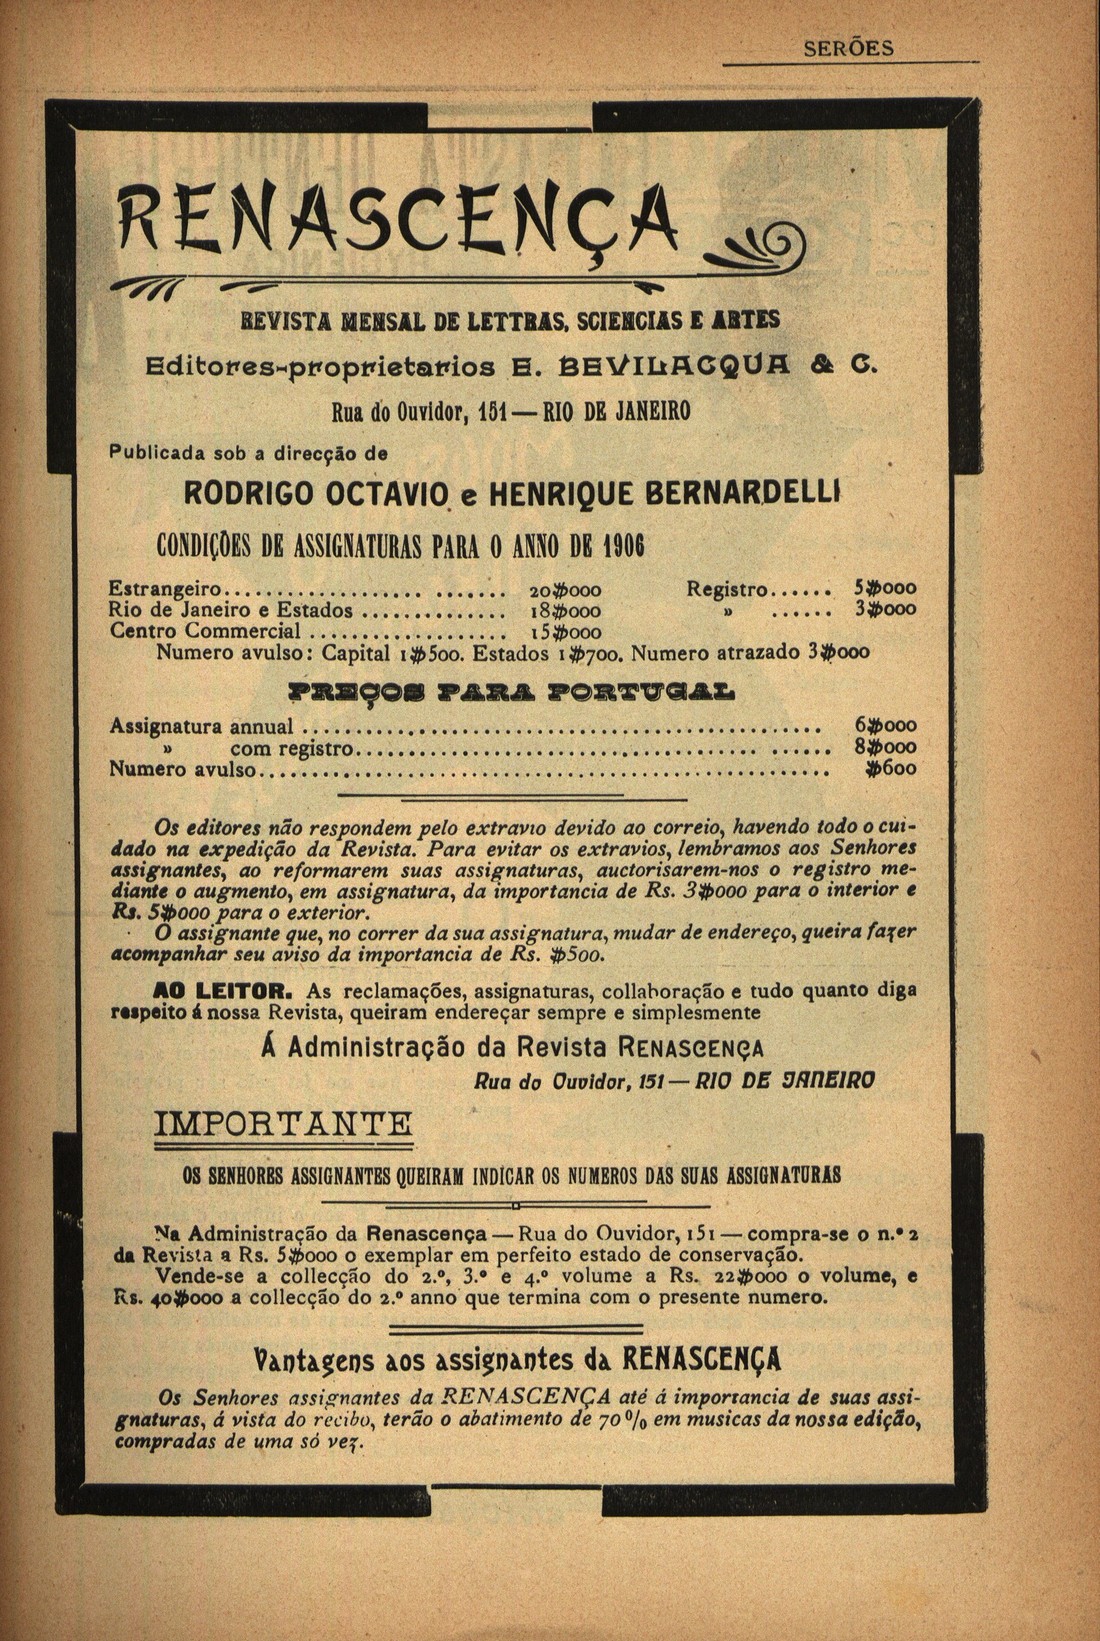 SERÕES
RENASCENÇA
REVISTA MENSAL DE LETTRAS, SCIENCIAS E ARTES
Editores-proprietarios E. BEVILACQUA & C.
Rua do Ouvidor, 151 — RIO DE JANEIRO
Publicada sob a direcção de
RODRIGO OCTAVIO e HENRIQUE BERNARDELLI
CONDIÇÕES DE ASSIGNATURAS PARA O ANNO DE 1906
Estrangeiro.................. ....... 20$000 Registro...... 5$000
Rio de Janeiro e Estados ............. 18$000 » ...... 3$000
Centro Commercial ................... 15$000
Numero avulso: Capital 1$500. Estados 1$700. Numero atrazado 3$000
PREÇOS PARA PORTUGAL
Assignatura annual ................................................ 6$000
» com registro..................................... ...... 8$000
Numero avulso..................................................... $600
Os editores não respondem pelo extravio devido ao correio, havendo todo o cui-
dado na expedição da Revista. Para evitar os extravios, lembramos aos Senhores
assignantes, ao reformarem suas assignaturas, auctorisarem-nos o registro me-
diante o augmento, em assignatura, da importancia de Rs. 3$000 para o interior e
Rs. 5$000 para o exterior.
O assignante que, no correr da sua assignatura, mudar de endereço, queira fazer
acompanhar seu aviso da importancia de Rs. $500.
AO LEITOR. As reclamações, assignaturas, collaboração e tudo quanto diga
respeito á nossa Revista, queiram endereçar sempre e simplesmente
Á Administração da Revista RENASCENÇA
Rua do Ouvidor, 151 — RIO DE JANEIRO
IMPORTANTE
OS SENHORES ASSIGNANTES QUEIRAM INDICAR OS NUMEROS DAS SUAS ASSIGNATURAS
Na Administração da Renascença — Rua do Ouvidor, 151 — compra-se o n.º 2
da Revista a Rs. 5$000 o exemplar em perfeito estado de conservação.
Vende-se a collecção do 2.º, 3.º e 4.º volume a Rs. 22$000 o volume, e
Rs. 40$000 a collecção do 2.º anno que termina com o presente numero.
Vantagens aos assignantes da RENASCENÇA
Os Senhores assignantes da RENASCENÇA até á importancia de suas assi-
gnaturas, á vista do recibo, terão o abatimento de 70 % em musicas da nossa edição,
compradas de uma só vez.